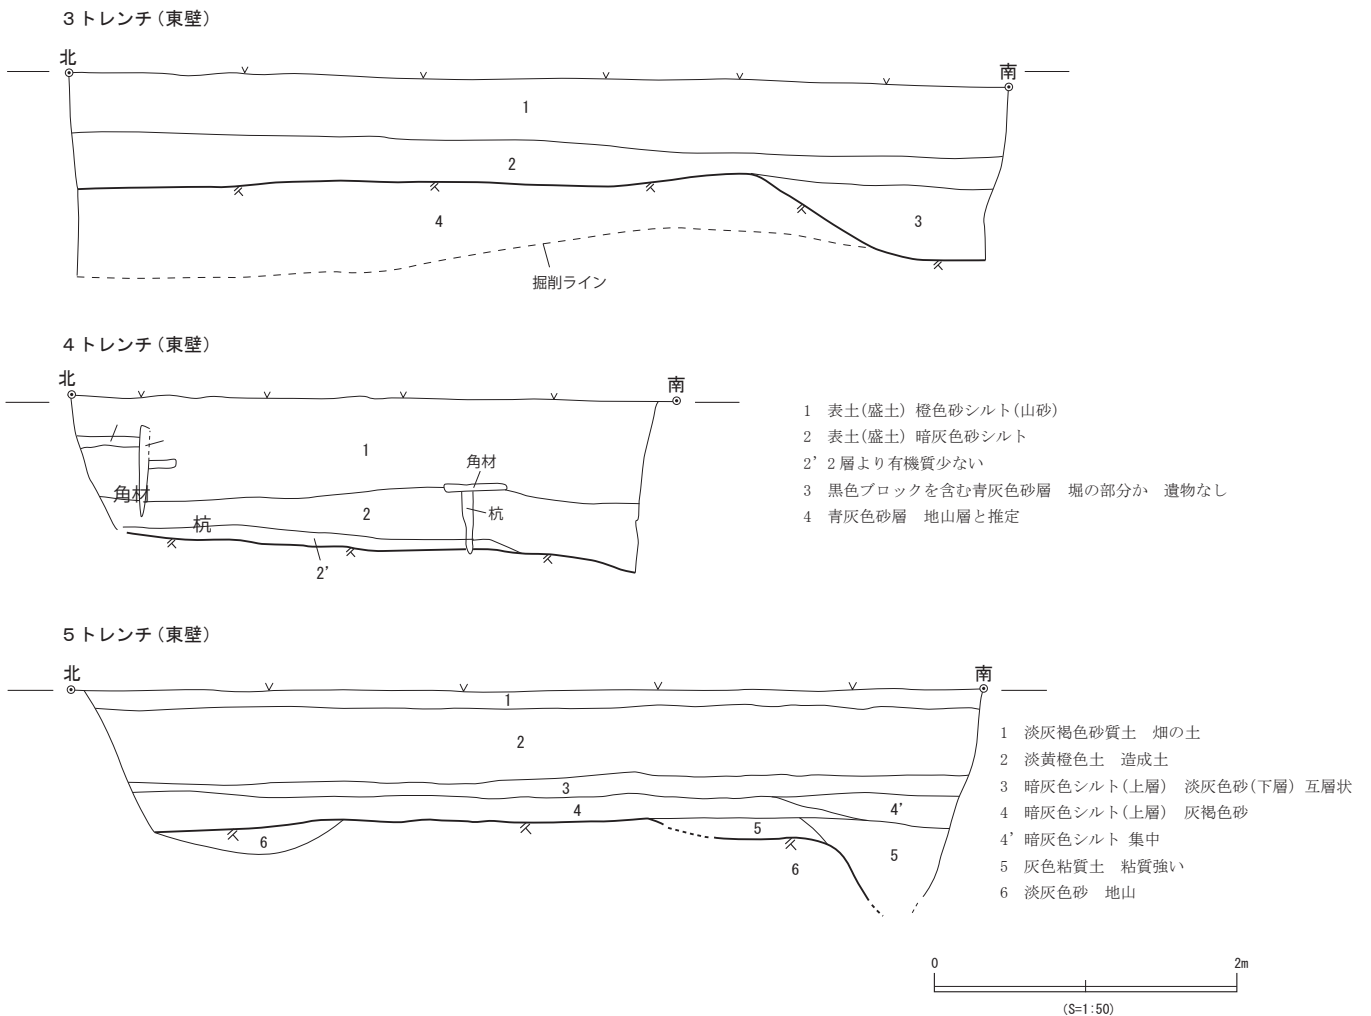 3トレンチ(東壁)
北
南
1
2
4
3
掘削ライン
4トレンチ(東壁)
北
南
1
角材
角材
2
杭
杭
2’
1 表土(盛土) 橙色砂シルト(山砂)
2 表土(盛土) 暗灰色砂シルト
2’ 2層より有機質少ない
3 黒色ブロックを含む青灰色砂層 堀の部分か 遺物なし
4 青灰色砂層 地山層と推定
5トレンチ(東壁)
北
南
1
2
3
4
4’
5
6
6
5
1 淡灰褐色砂質土 畑の土
2 淡黄橙色土 造成土
3 暗灰色シルト(上層) 淡灰色砂(下層) 互層状
4 暗灰色シルト(上層) 灰褐色砂
4’ 暗灰色シルト 集中
5 灰色粘質土 粘質強い
6 淡灰色砂 地山
0 2m
(S=1:50)